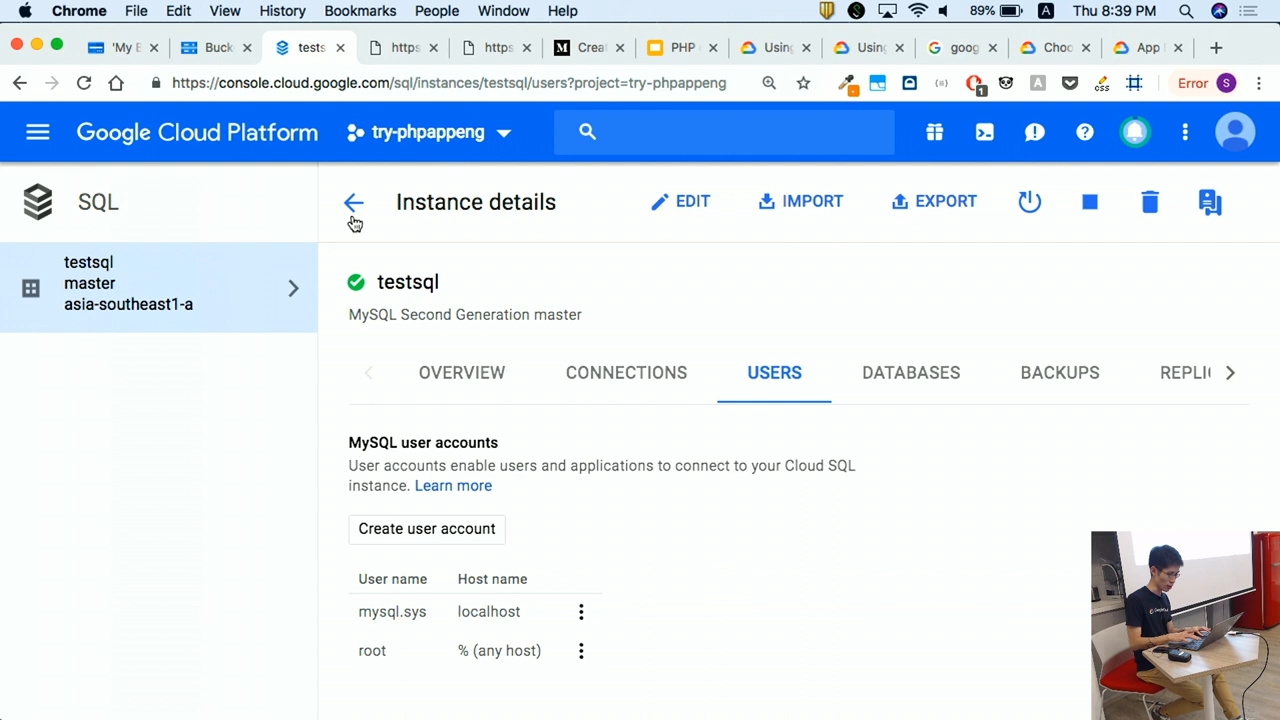 Chrome File Edit View History Bookmarks People Window Help 89% A Thu 8:39 PM
'My E Bucke tests https https Creat PHP Using Using goog Choo App
https://console.cloud.google.com/sql/instances/testsql/users?project=try-phpappeng 1 A css Error S
Google Cloud Platform try-phpappeng
SQL Instance details EDIT IMPORT EXPORT
testsql
master
asia-southeast1-a
testsql
MySQL Second Generation master
OVERVIEW CONNECTIONS USERS DATABASES BACKUPS REPLI
MySQL user accounts
User accounts enable users and applications to connect to your Cloud SQL
instance. Learn more
Create user account
User name Host name
mysql.sys localhost
root % (any host)